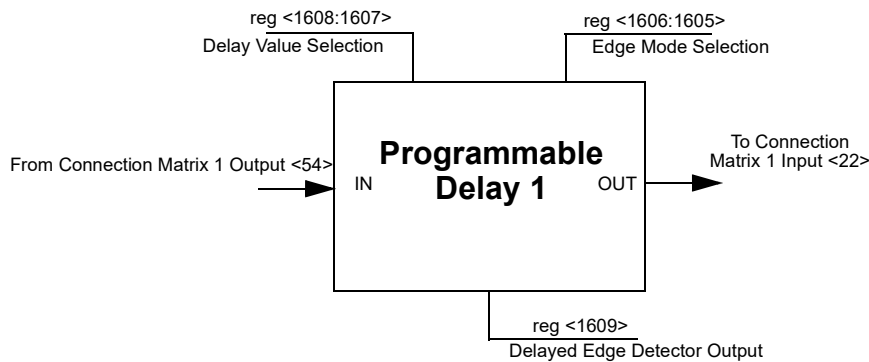 reg <1608:1607>
Delay Value Selection
reg <1606:1605>
Edge Mode Selection
From Connection Matrix 1 Output <54>
IN
Programmable
Delay 1
OUT
To Connection
Matrix 1 Input <22>
reg <1609>
Delayed Edge Detector Output